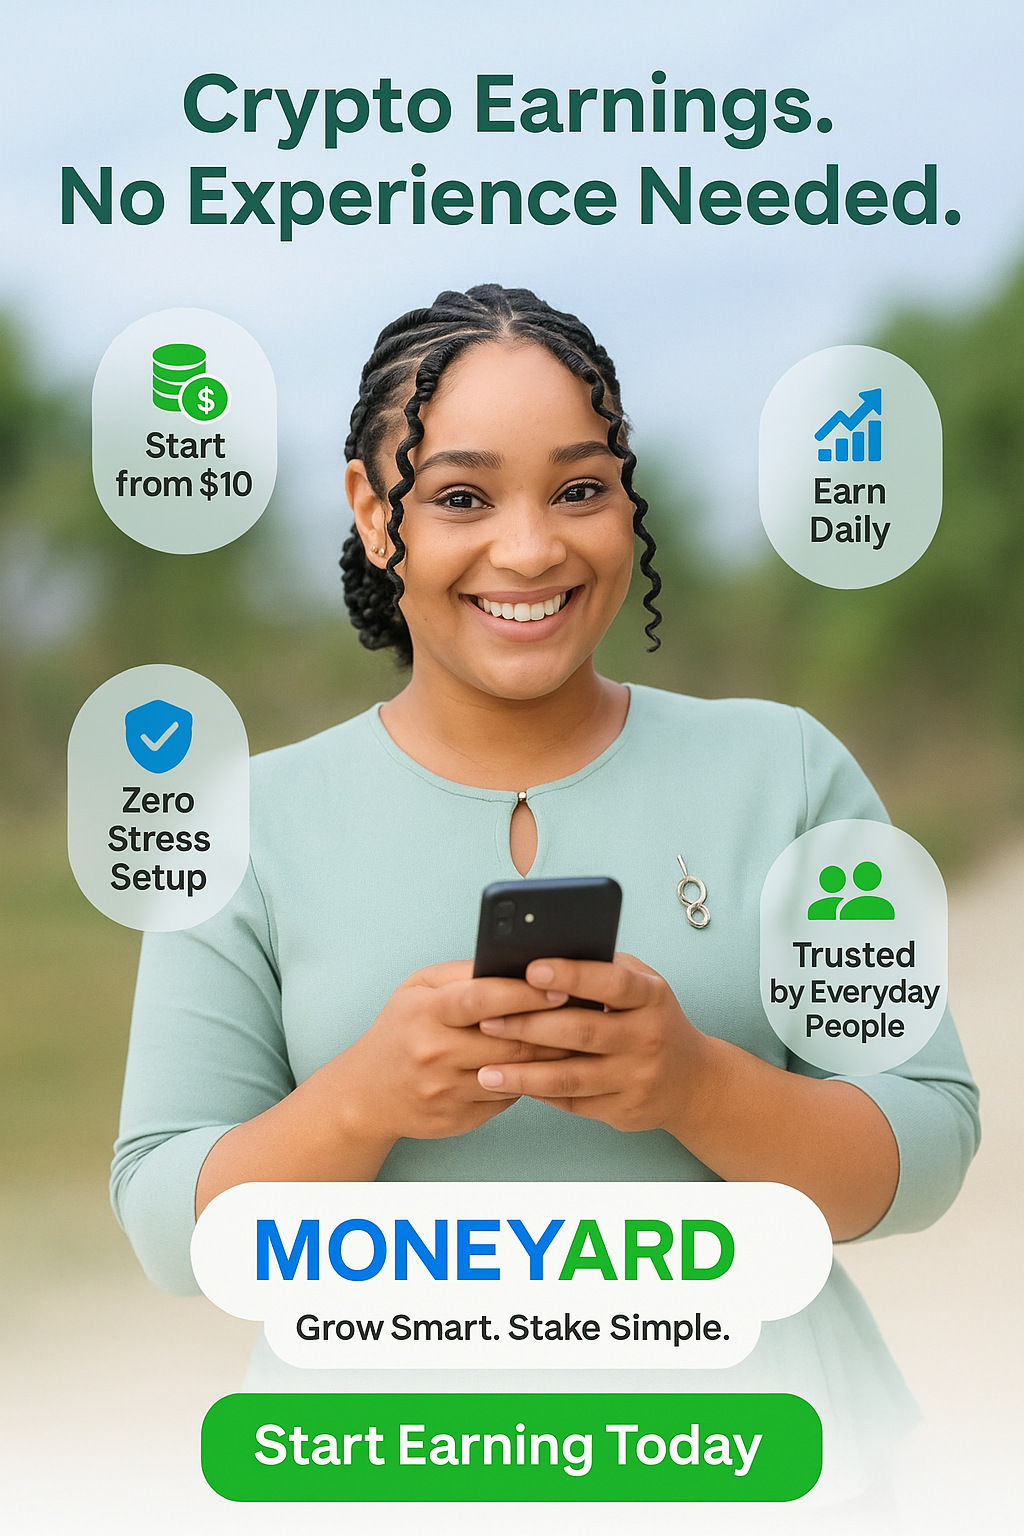 Crypto Earnings.
No Experience Needed.
$
Start
from $10
Earn
Daily
Zero
Stress
Setup
Trusted
by Everyday
People
MONEYARD
Grow Smart. Stake Simple.
Start Earning Today